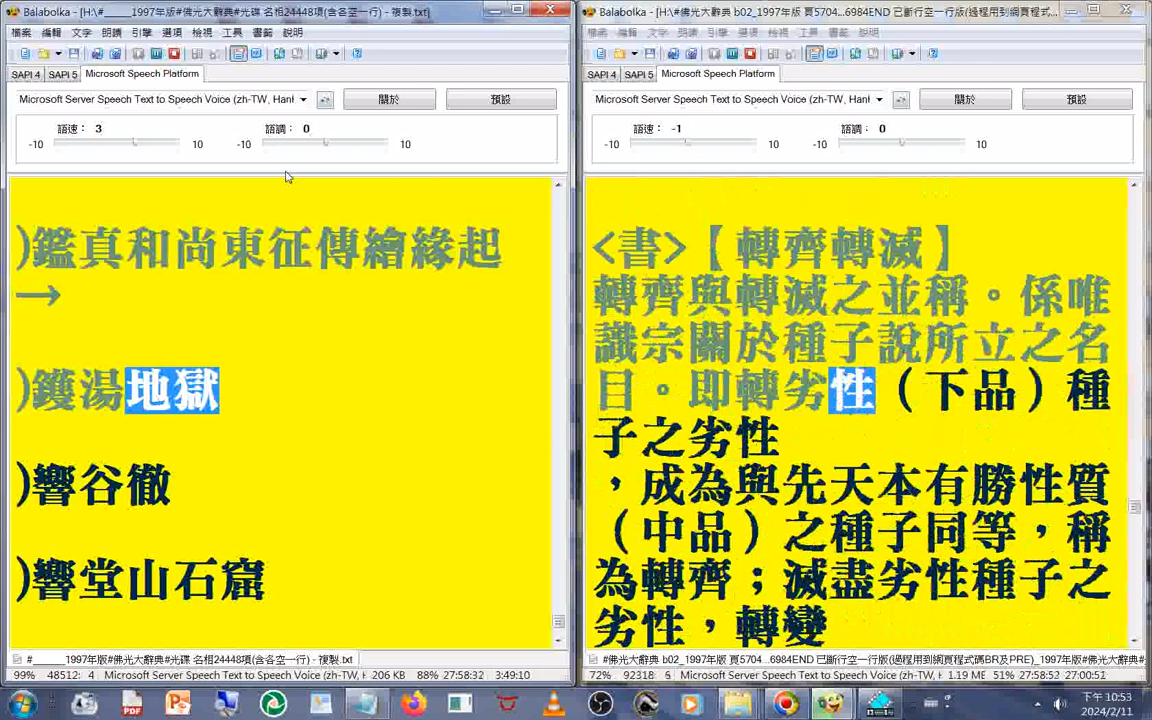 Balabolka - [H:\#_____1997年版#佛光大辭典#光碟 名相24448項(含各空一行) - 複製.txt]
檔案 編輯 文字 朗讀 引擎 選項 檢視 工具 書籤 說明
SAPI 4 SAPI 5 Microsoft Speech Platform
Microsoft Server Speech Text to Speech Voice (zh-TW, Hanl
關於
預設
語速： 3
語調： 0
-10 10 -10 10
)鑑真和尚東征傳繪緣起
→
)鑊湯地獄
)響谷徹
)響堂山石窟
#_____1997年版#佛光大辭典#光碟 名相24448項(含各空一行) - 複製.txt
99% 48512: 4 Microsoft Server Speech Text to Speech Voice (zh-TW, H 206 KB 88% 27:58:32 3:49:10
Balabolka - [H:\#佛光大辭典 b02_1997年版 頁5704...6984END 已斷行空一行版(過程用到網頁程式...
檔案 編輯 文字 朗讀 引擎 選項 檢視 工具 書籤 說明
SAPI 4 SAPI 5 Microsoft Speech Platform
Microsoft Server Speech Text to Speech Voice (zh-TW, Hanl
關於
預設
語速： -1
語調： 0
-10 10 -10 10
<書>【轉齊轉滅】
轉齊與轉滅之並稱。係唯
識宗關於種子說所立之名
目。即轉劣性（下品）種
子之劣性
，成為與先天本有勝性質
（中品）之種子同等，稱
為轉齊；滅盡劣性種子之
劣性，轉變
#佛光大辭典 b02_1997年版 頁5704...6984END 已斷行空一行版(過程用到網頁程式碼BR及PRE)_1997年版#佛光大辭典#
72% 92318: 6 Microsoft Server Speech Text to Speech Voice (zh-TW, H 1.19 MB 51% 27:58:52 27:00:51
下午 10:53
2024/2/11